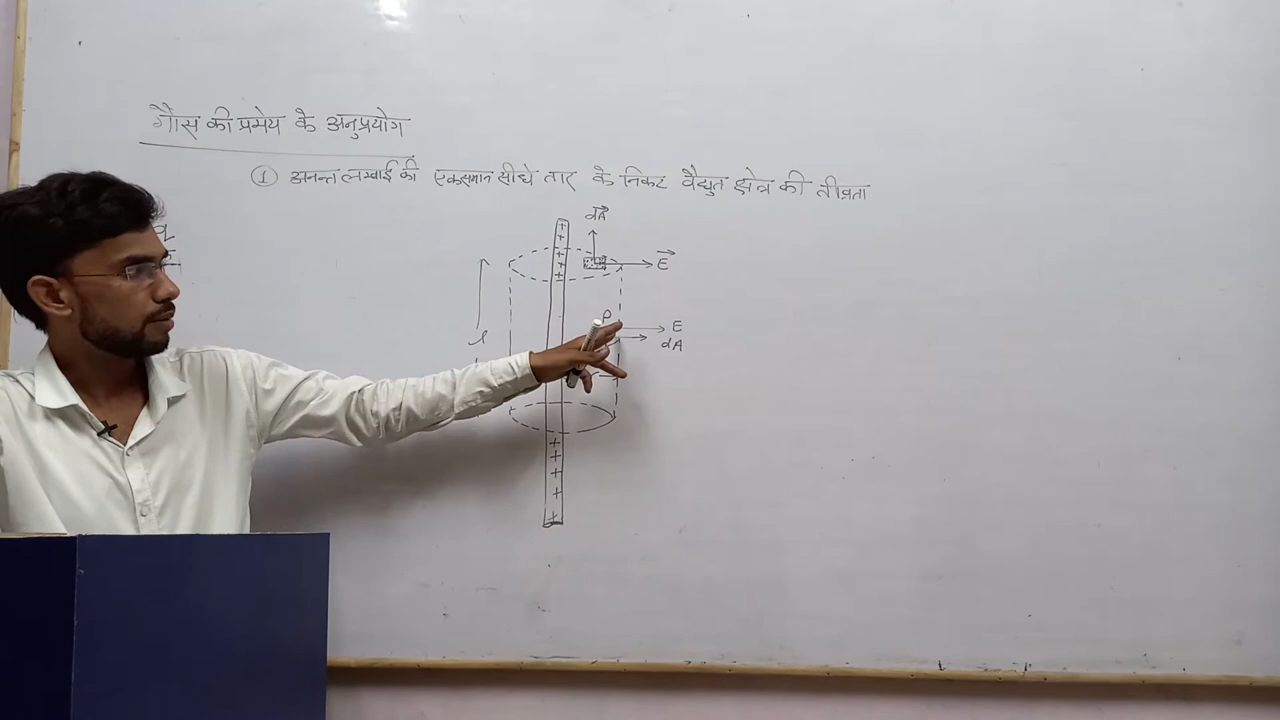 गौस की प्रमेय के अनुप्रयोग
① अनन्त लम्बाई की एकसमान सीधे तार के निकट वैद्युत क्षेत्र की तीव्रता
q
dA
E
P
E
dA
l
+ + + + +
+ + + + +